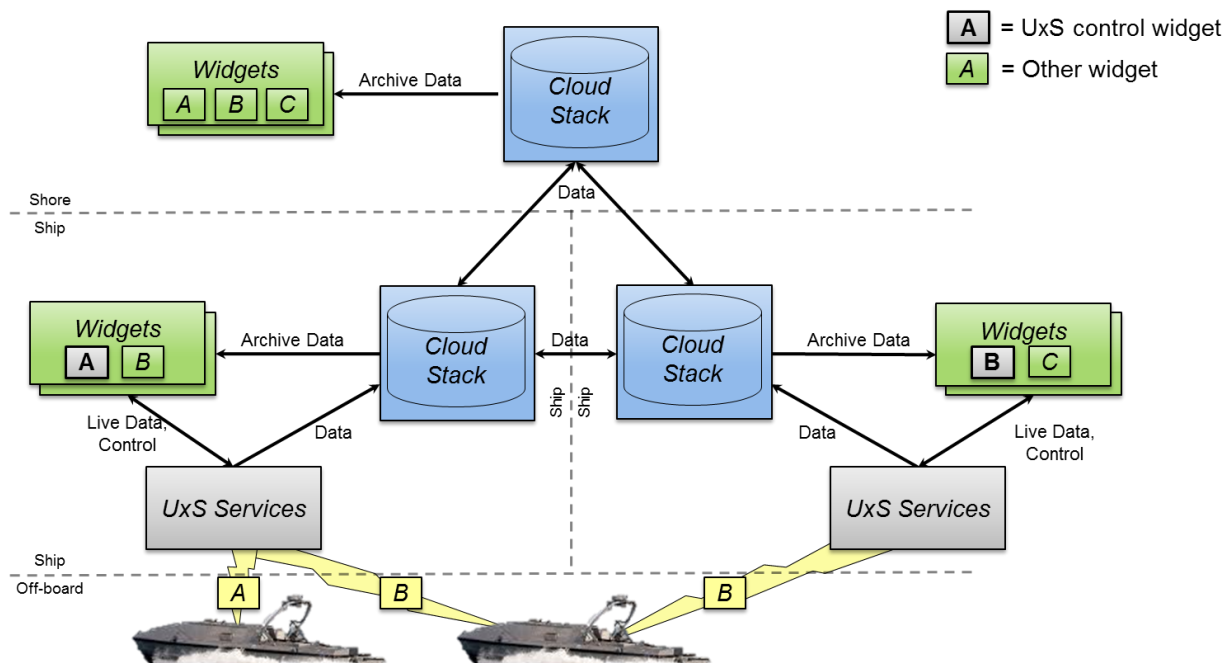 A = UxS control widget
A = Other widget
Widgets
A B C
Archive Data
Cloud
Stack
Data
Shore
Ship
Widgets
A B
Archive Data
Cloud
Stack
Data
Ship
Ship
Cloud
Stack
Archive Data
Widgets
B C
Live Data,
Control
Data
Data
Live Data,
Control
UxS Services
UxS Services
Ship
Off-board
A
B
B